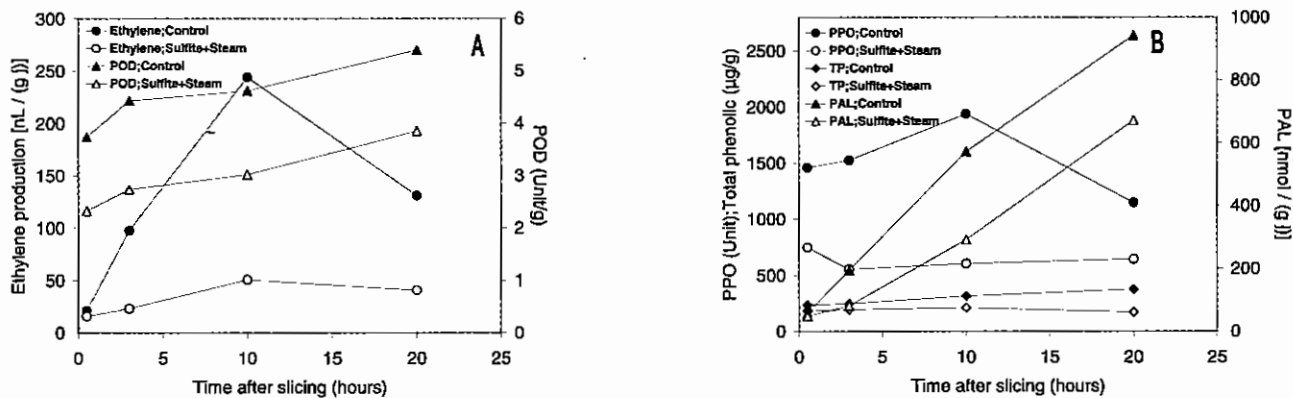 300
250
200
150
100
50
0
Ethylene production [nL / (g })]
Ethylene;Control
Ethylene;Sulfite+Steam
POD;Control
POD;Sulfite+Steam
A
6
5
4
3
2
1
0
POD (Unit/g)
0 5 10 15 20 25
Time after slicing (hours)
2500
2000
1500
1000
500
0
PPO (Unit);Total phenolic (µg/g)
PPO;Control
PPO;Sulfite+Steam
TP;Control
TP;Sulfite+Steam
PAL;Control
PAL;Sulfite+Steam
B
1000
800
600
400
200
0
PAL [nmol / (g })]
0 5 10 15 20 25
Time after slicing (hours)